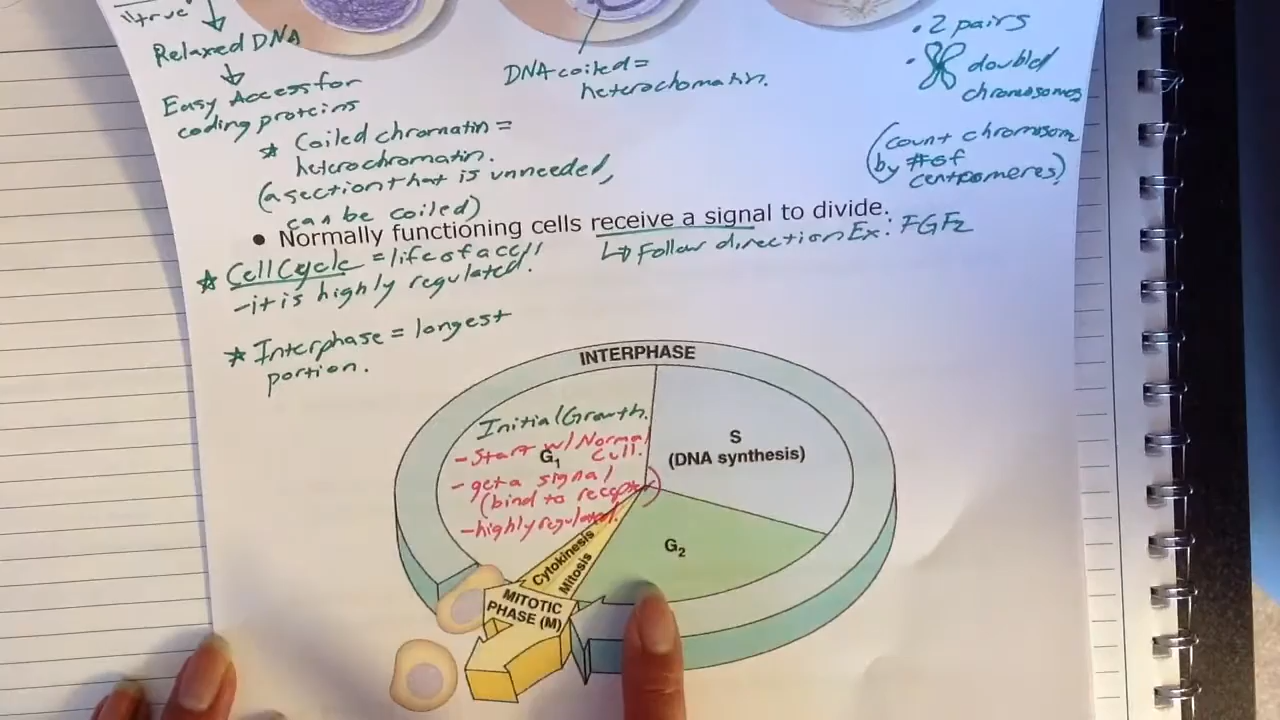 "true"
Relaxed DNA
Easy Access for
coding proteins
* Coiled chromatin =
heterochromatin.
(a section that is unneeded,
can be coiled)
DNA coiled =
heterochomatin.
• 2 pairs
• doubled
chromosomes
(count chromosom
by # of
centromeres)
• Normally functioning cells receive a signal to divide.
↳ Follow direction Ex: FGF2
* Cell Cycle = life of a cell!
- it is highly regulated.
* Interphase = longest
portion.
INTERPHASE
Initial Growth.
- Start w/ Normal
Cell.
G1
- get a signal
(bind to receptor)
- highly regulated.
S
(DNA synthesis)
G2
Cytokinesis
Mitosis
MITOTIC
PHASE (M)